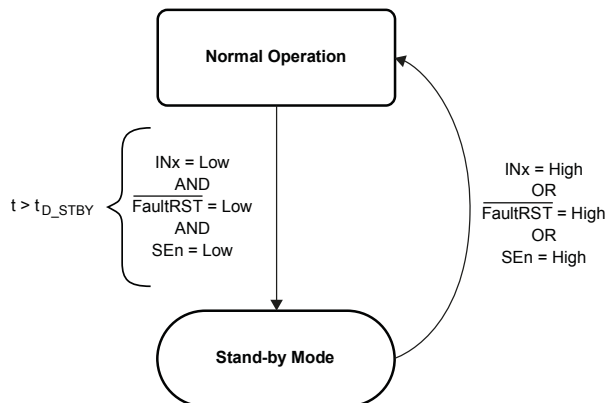 Normal Operation
t > tD_STBY
INx = Low
AND
FaultRST = Low
AND
SEn = Low
INx = High
OR
FaultRST = High
OR
SEn = High
Stand-by Mode